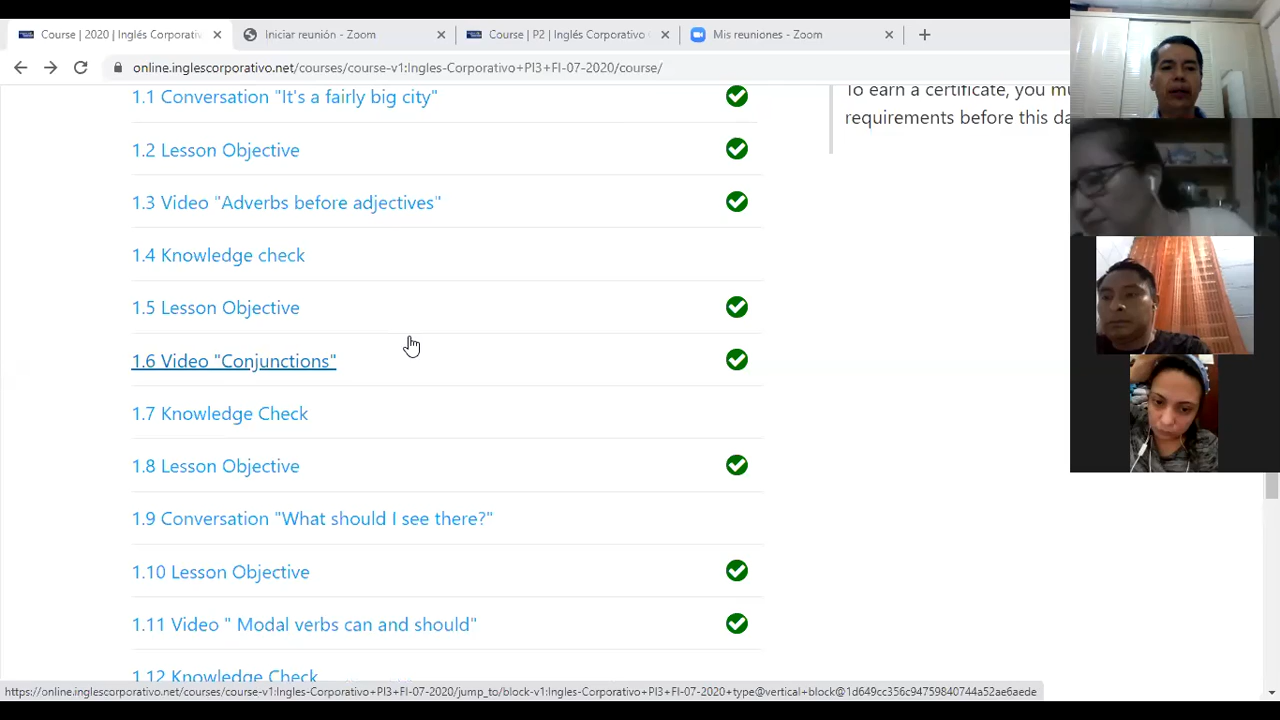 Course | 2020 | Inglés Corporati
Iniciar reunión - Zoom
Course | P2 | Inglés Corporativo
Mis reuniones - Zoom
online.inglescorporativo.net/courses/course-v1:Ingles-Corporativo+PI3+FI-07-2020/course/
1.1 Conversation "It's a fairly big city"
To earn a certificate, you mu
requirements before this da
1.2 Lesson Objective
1.3 Video "Adverbs before adjectives"
1.4 Knowledge check
1.5 Lesson Objective
1.6 Video "Conjunctions"
1.7 Knowledge Check
1.8 Lesson Objective
1.9 Conversation "What should I see there?"
1.10 Lesson Objective
1.11 Video " Modal verbs can and should"
1.12 Knowledge Check
https://online.inglescorporativo.net/courses/course-v1:Ingles-Corporativo+PI3+FI-07-2020/jump_to/block-v1:Ingles-Corporativo+PI3+FI-07-2020+type@vertical+block@1d649cc356c94759840744a52ae6aede